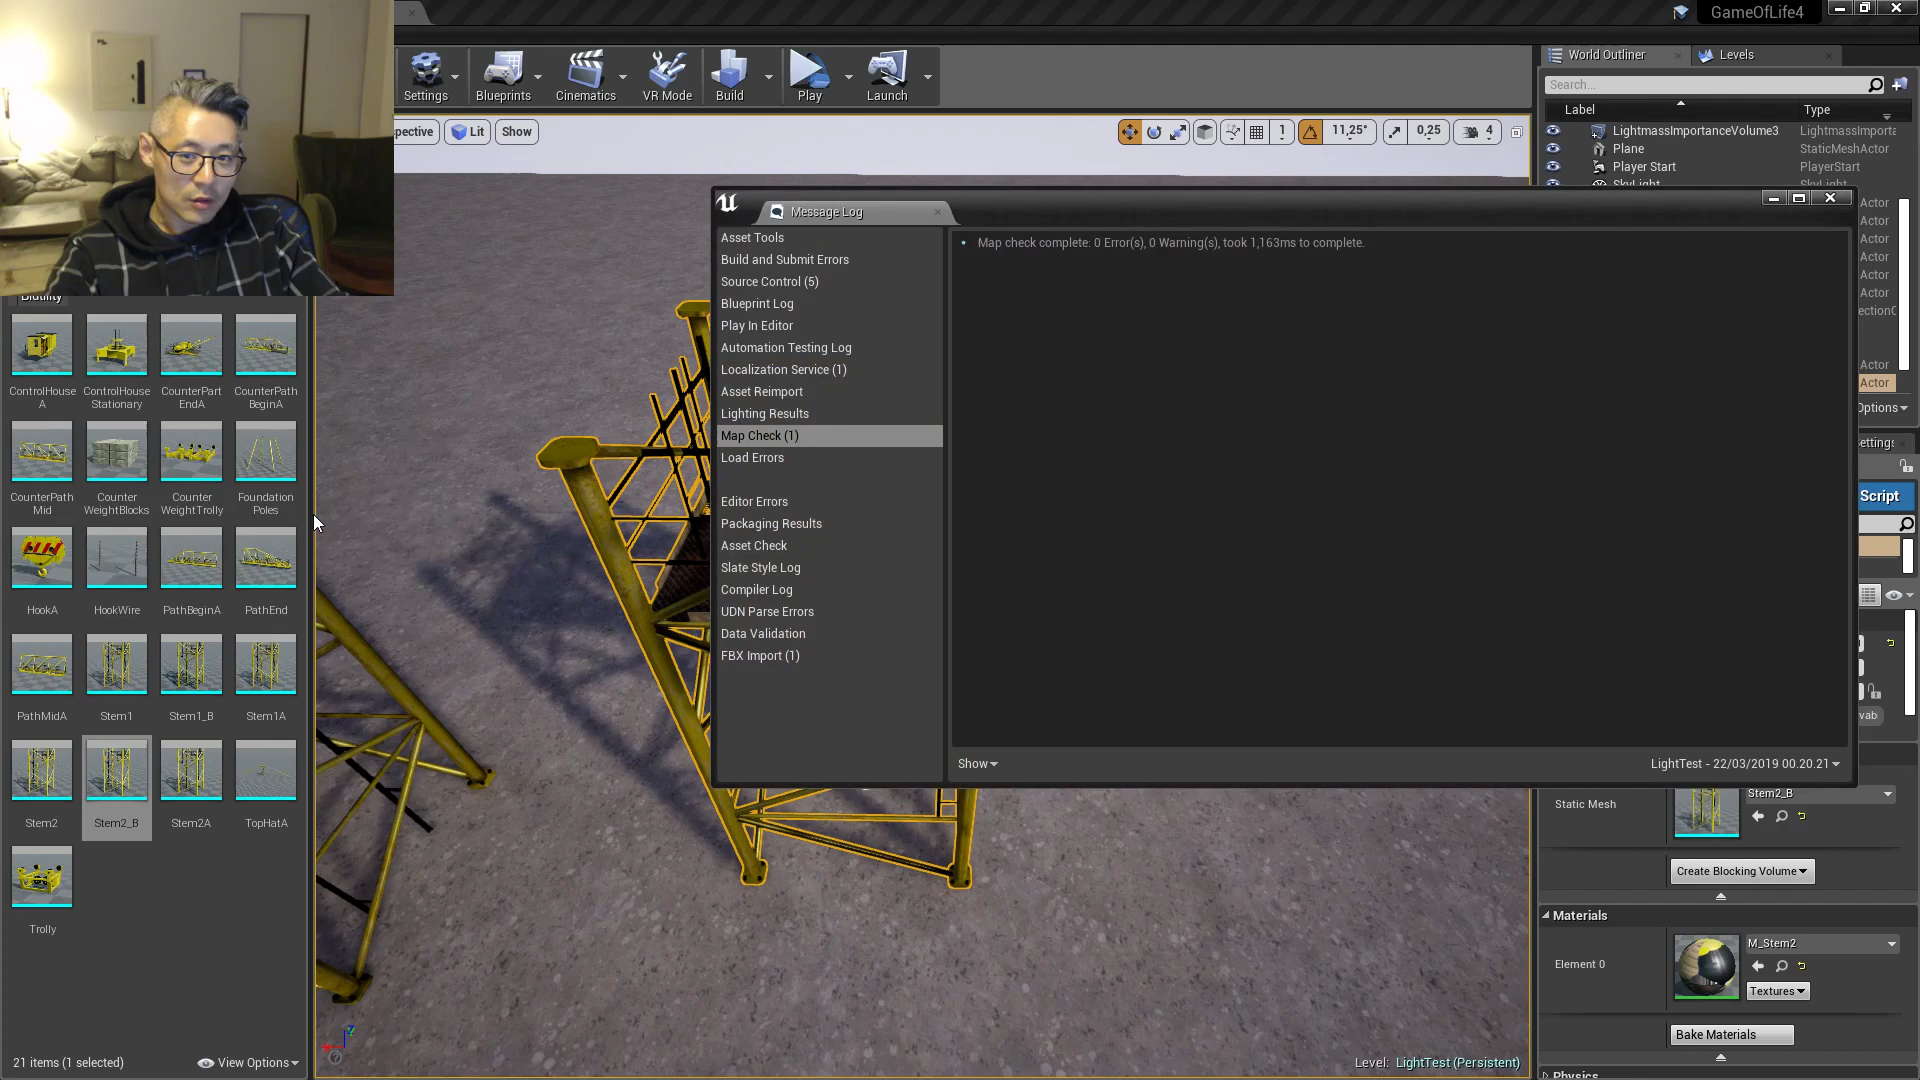 GameOfLife4
Settings
Blueprints
Cinematics
VR Mode
Build
Play
Launch
World Outliner
Levels
Search...
Label
Type
spective
Lit
Show
1
11,25°
0,25
4
LightmassImportanceVolume3
LightmassImporta
Plane
StaticMeshActor
Player Start
PlayerStart
SkyLight
Actor
Actor
Actor
Actor
Actor
Actor
ectionC
Actor
Actor
Options
Message Log
Asset Tools
Build and Submit Errors
Source Control (5)
Blueprint Log
Play In Editor
Automation Testing Log
Localization Service (1)
Asset Reimport
Lighting Results
Map Check (1)
Load Errors
Editor Errors
Packaging Results
Asset Check
Slate Style Log
Compiler Log
UDN Parse Errors
Data Validation
FBX Import (1)
Map check complete: 0 Error(s), 0 Warning(s), took 1,163ms to complete.
Show
LightTest - 22/03/2019 00.20.21
Blutility
ControlHouse
A
ControlHouse
Stationary
CounterPart
EndA
CounterPath
BeginA
CounterPath
Mid
Counter
WeightBlocks
Counter
WeightTrolly
Foundation
Poles
HookA
HookWire
PathBeginA
PathEnd
PathMidA
Stem1
Stem1_B
Stem1A
Stem2
Stem2_B
Stem2A
TopHatA
Trolly
21 items (1 selected)
View Options
ettings
Script
vab
Static Mesh
Stem2_B
Create Blocking Volume
Materials
Element 0
M_Stem2
Textures
Bake Materials
Physics
Level: LightTest (Persistent)